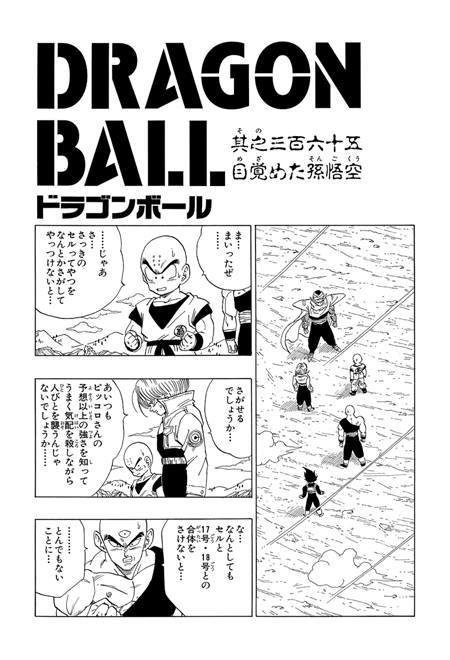 DRAGON
BALL
ドラゴンボール
其之三百六十五
目覚めた孫悟空
ま……
まいったぜ
……じゃあ
さ…
さっきの
セルってやつを
なんとかさがして
やっつけないと…
さがせる
でしょうか…
あいつも
ピッコロさんの
予想以上の強さを知って
うまく気配を殺しながら
人びとを襲うんじゃ
ないでしょうか……
な…
なんとしても
セルと
17号・18号との
合体を
さけないと…
………
とんでもない
ことに…